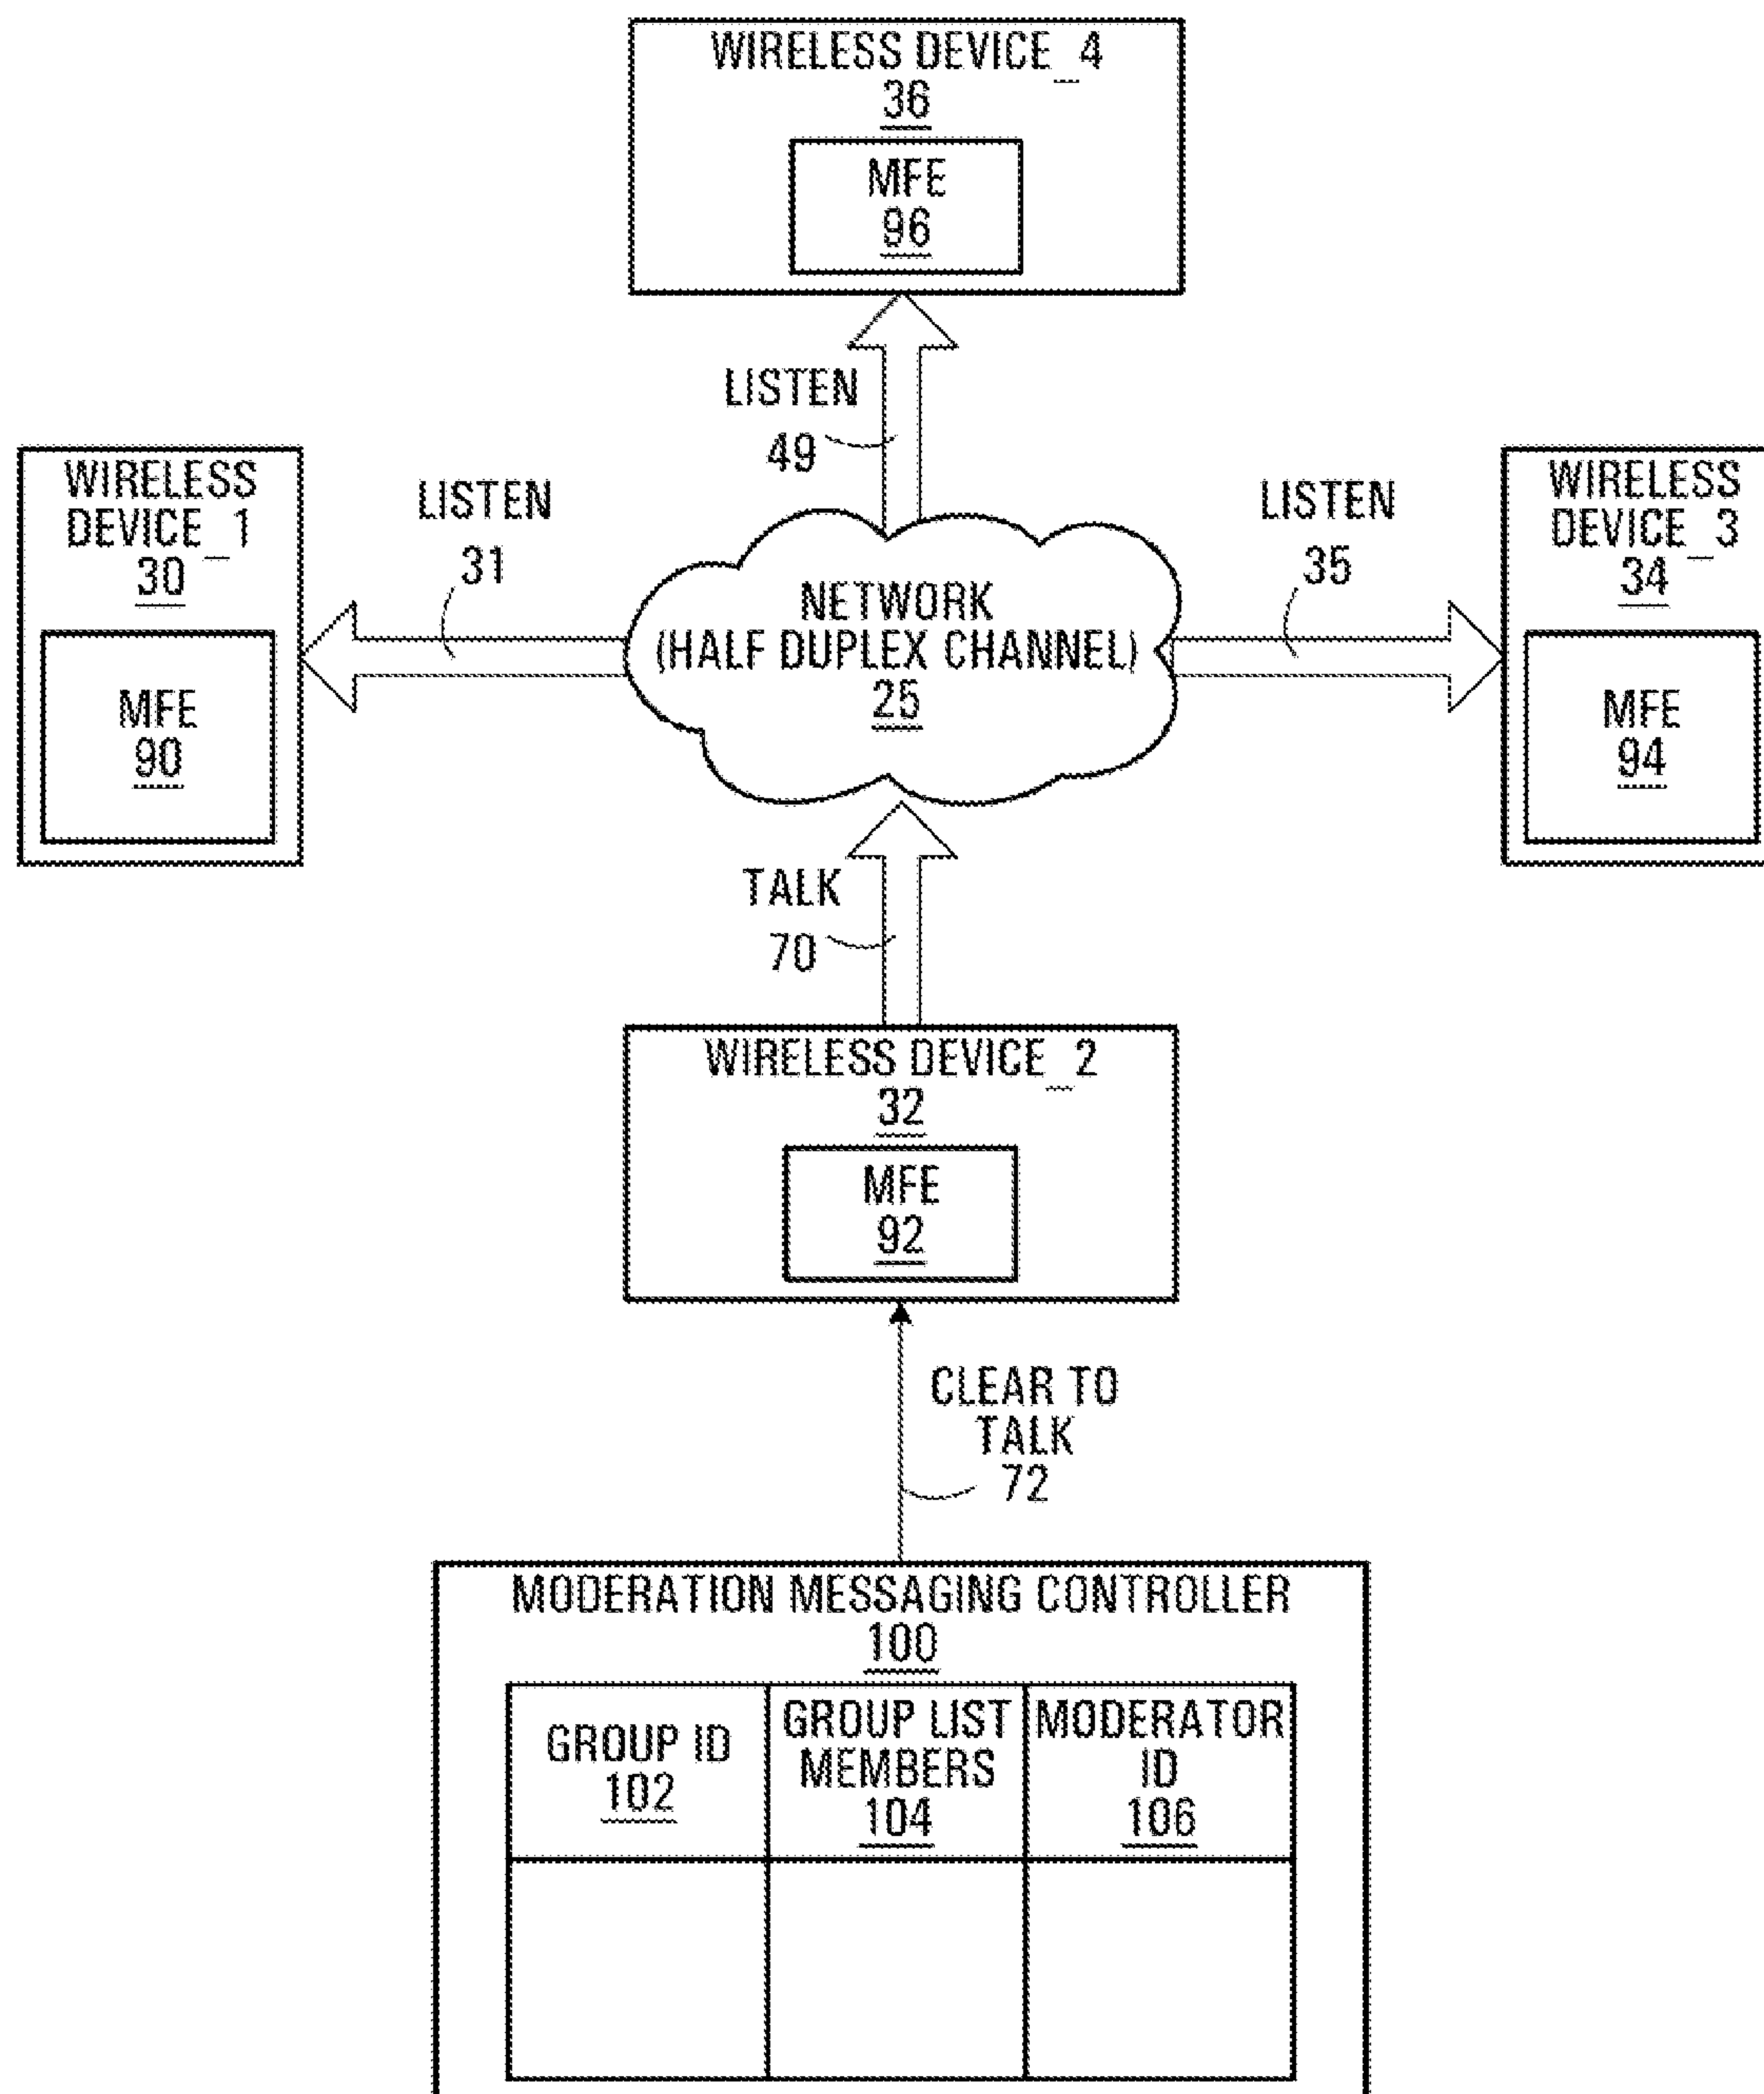 WIRELESS DEVICE_4
36
MFE
96
LISTEN
49
WIRELESS
DEVICE_1
30
MFE
90
LISTEN
31
NETWORK
(HALF DUPLEX CHANNEL)
25
LISTEN
35
WIRELESS
DEVICE_3
34
MFE
94
TALK
70
WIRELESS DEVICE_2
32
MFE
92
CLEAR TO
TALK
72
MODERATION MESSAGING CONTROLLER
100
GROUP ID
102
GROUP LIST
MEMBERS
104
MODERATOR
ID
106